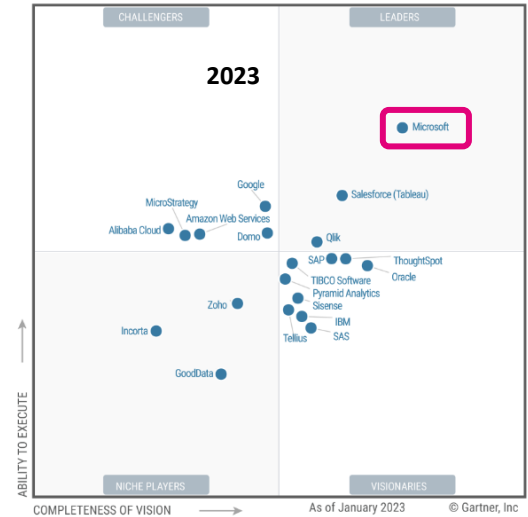 CHALLENGERS
LEADERS
2023
Microsoft
Google
Salesforce (Tableau)
MicroStrategy
Amazon Web Services
Alibaba Cloud
Domo
Qlik
SAP
ThoughtSpot
Oracle
TIBCO Software
Pyramid Analytics
Sisense
Zoho
IBM
Incorta
Tellius
SAS
GoodData
ABILITY TO EXECUTE
NICHE PLAYERS
VISIONARIES
COMPLETENESS OF VISION
As of January 2023
© Gartner, Inc